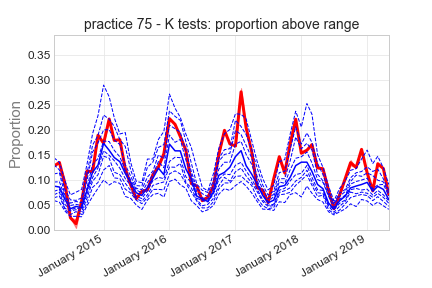 practice 75 - K tests: proportion above range
Proportion
0.35
0.30
0.25
0.20
0.15
0.10
0.05
0.00
January 2015
January 2016
January 2017
January 2018
January 2019